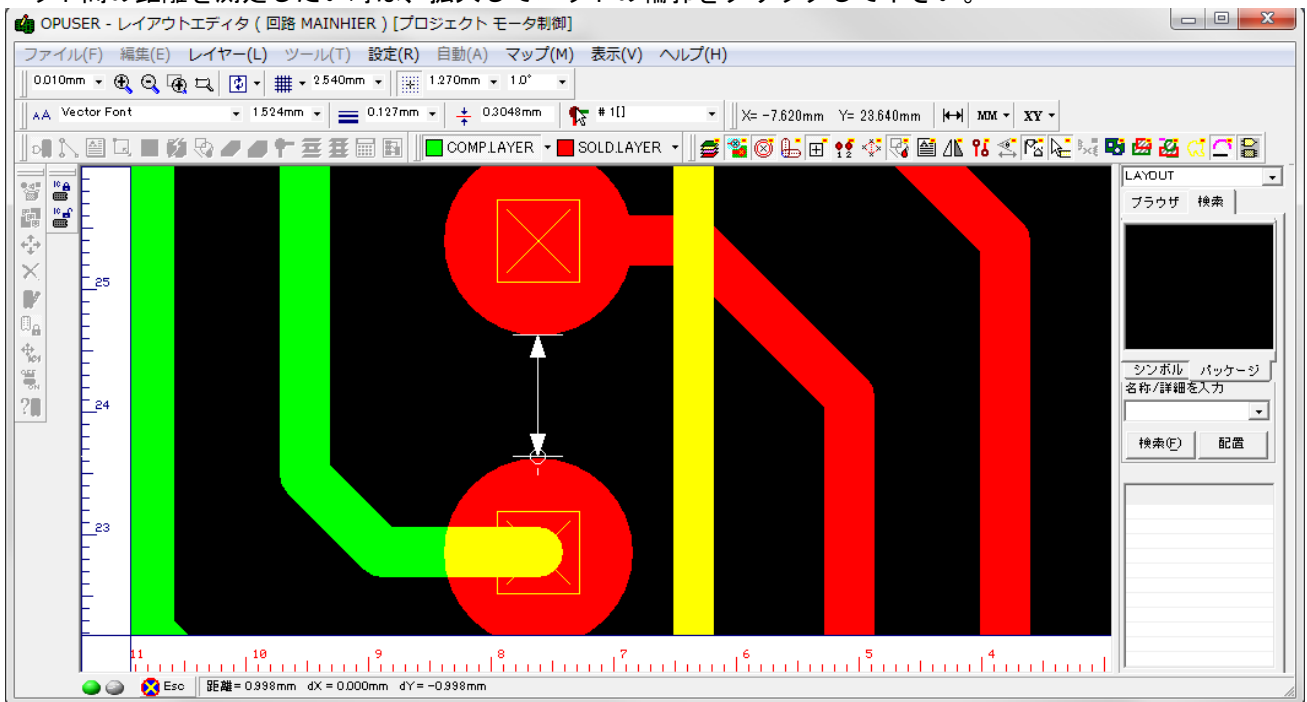 OPUSER - レイアウトエディタ ( 回路 MAINHIER ) [プロジェクト モータ制御]
ファイル(F) 編集(E) レイヤー(L) ツール(T) 設定(R) 自動(A) マップ(M) 表示(V) ヘルプ(H)
0.010mm 2.540mm 1.270mm 1.0°
AA Vector Font 1.524mm 0.127mm 0.3048mm # 1[] X= -7.620mm Y= 23.640mm MM XY
COMP.LAYER SOLD.LAYER
LAYOUT
ブラウザ 検索
25
24
23
シンボル パッケージ
名称/詳細を入力
検索(F) 配置
11 10 9 8 7 6 5 4
Esc 距離= 0.998mm dX = 0.000mm dY= -0.998mm